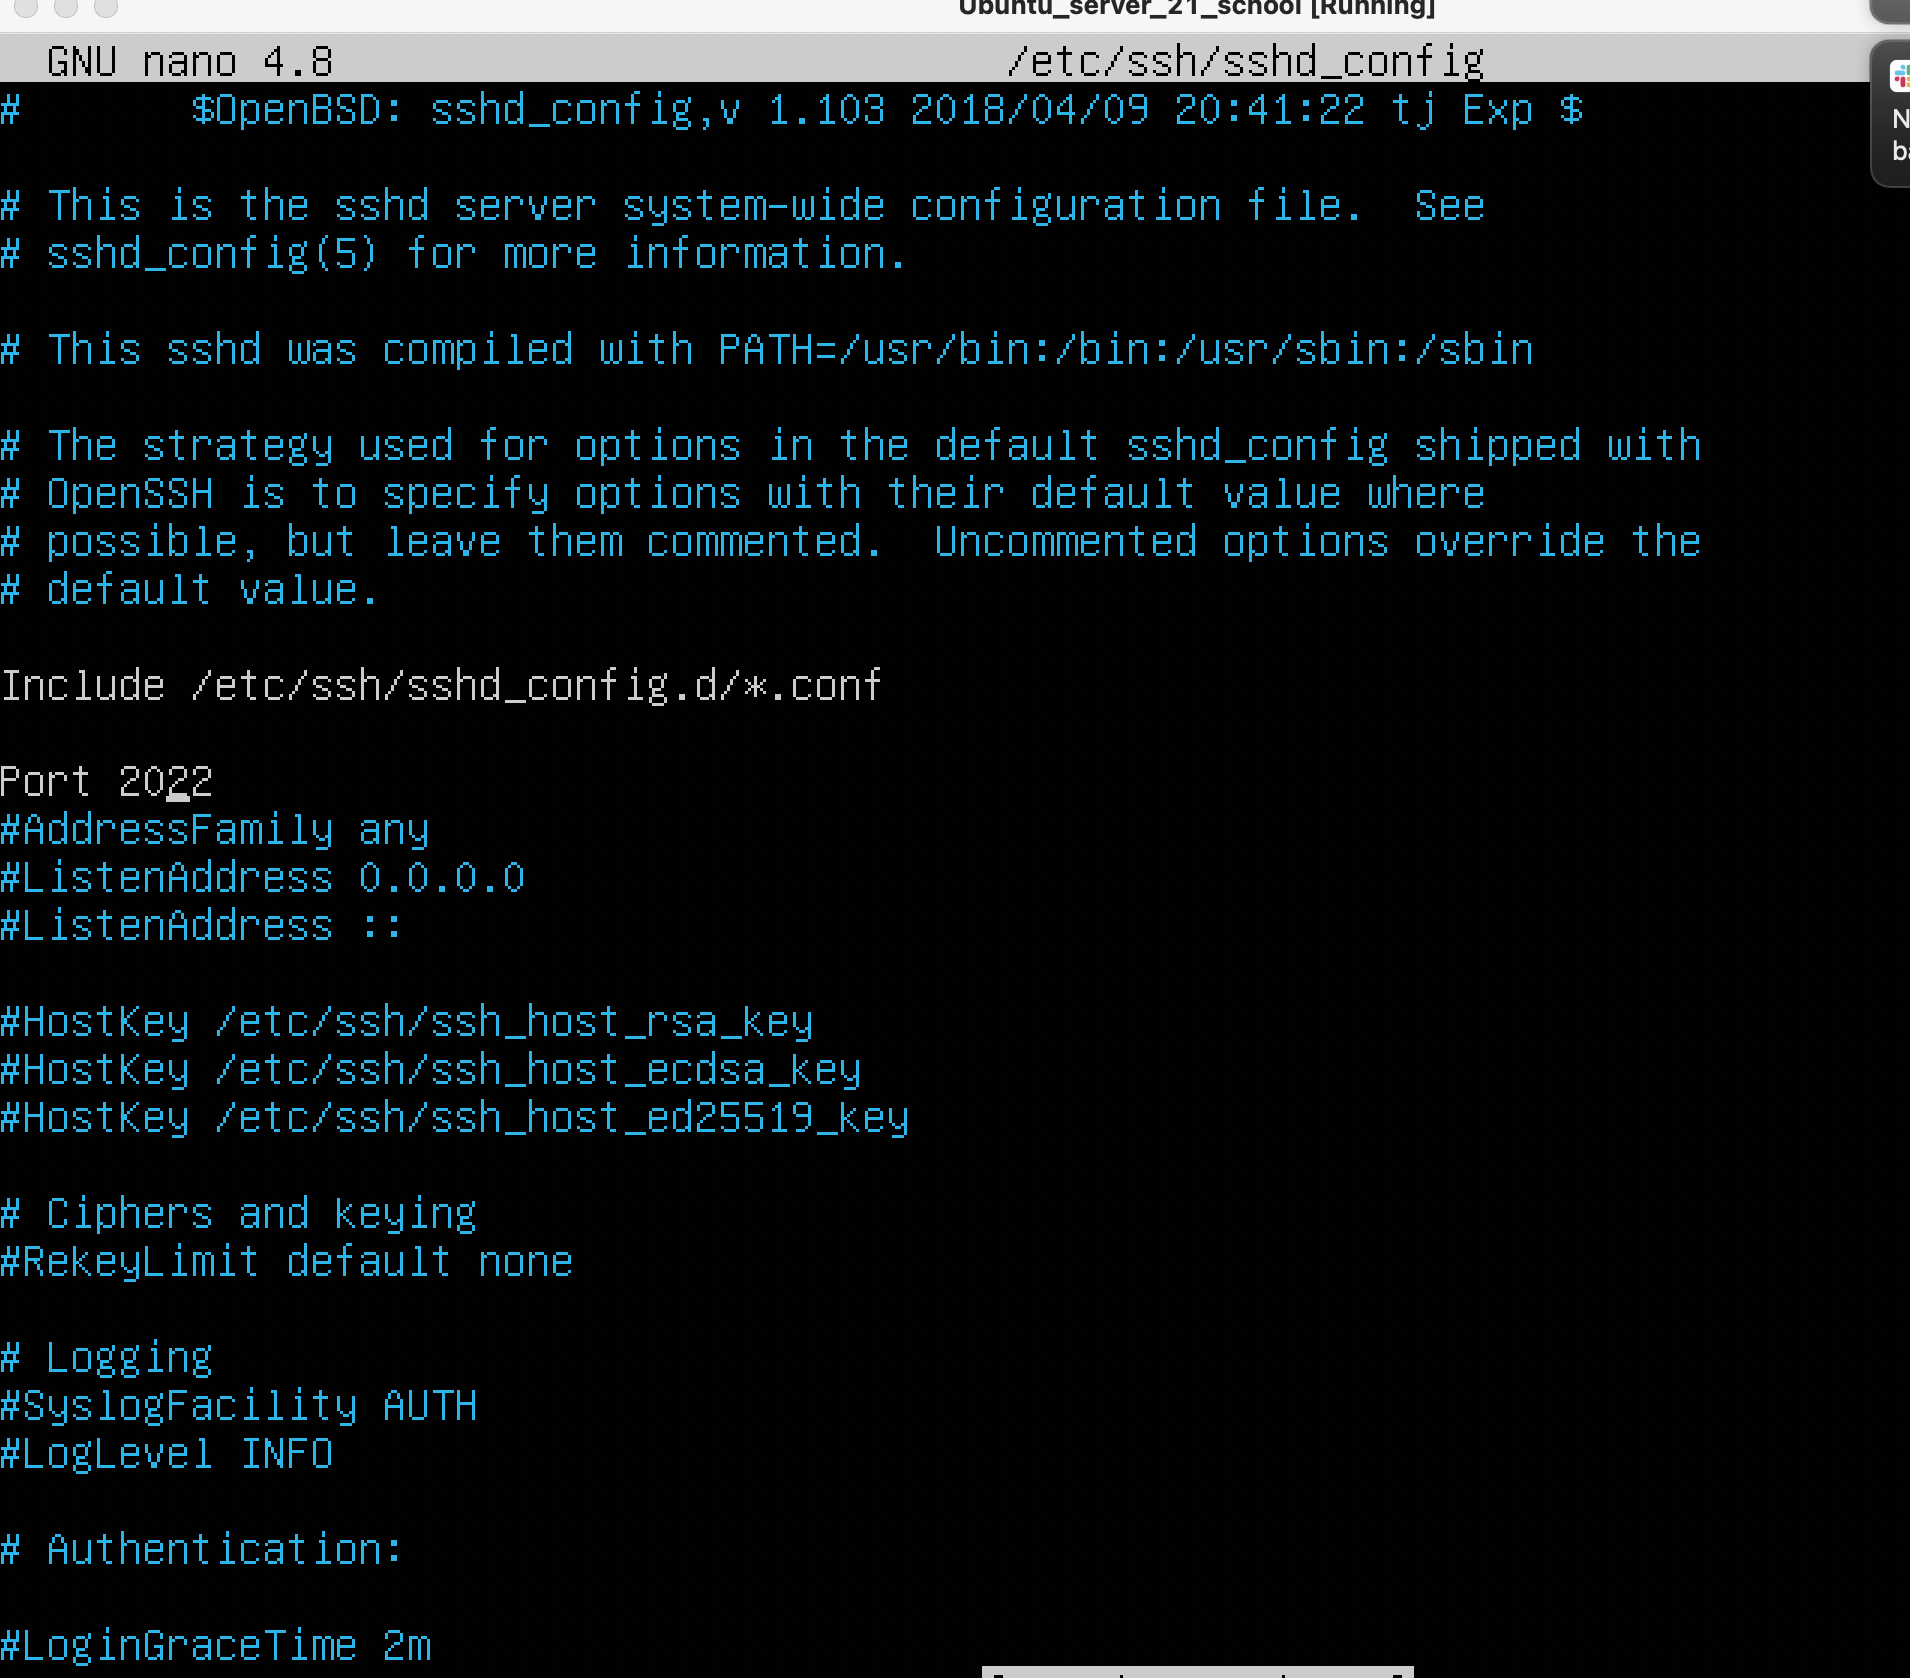 Ubuntu_server_21_school [Running]
GNU nano 4.8 /etc/ssh/sshd_config
# $OpenBSD: sshd_config,v 1.103 2018/04/09 20:41:22 tj Exp $
# This is the sshd server system-wide configuration file. See
# sshd_config(5) for more information.
# This sshd was compiled with PATH=/usr/bin:/bin:/usr/sbin:/sbin
# The strategy used for options in the default sshd_config shipped with
# OpenSSH is to specify options with their default value where
# possible, but leave them commented. Uncommented options override the
# default value.
Include /etc/ssh/sshd_config.d/*.conf
Port 2022
#AddressFamily any
#ListenAddress 0.0.0.0
#ListenAddress ::
#HostKey /etc/ssh/ssh_host_rsa_key
#HostKey /etc/ssh/ssh_host_ecdsa_key
#HostKey /etc/ssh/ssh_host_ed25519_key
# Ciphers and keying
#RekeyLimit default none
# Logging
#SyslogFacility AUTH
#LogLevel INFO
# Authentication:
#LoginGraceTime 2m